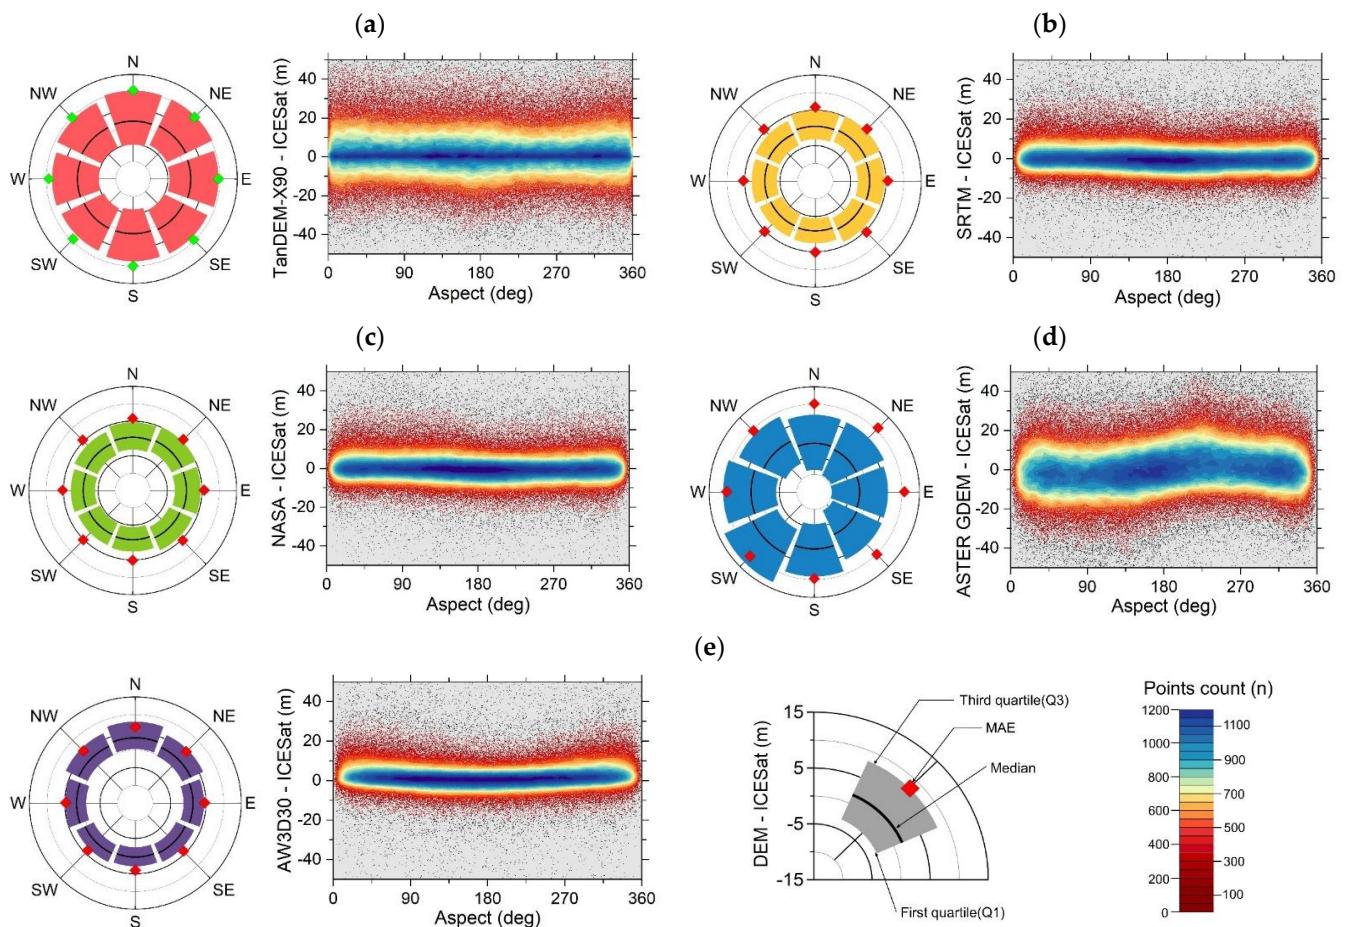 (a)
N
NE
E
SE
S
SW
W
NW
TanDEM-X90 - ICESat (m)
40
20
0
-20
-40
0 90 180 270 360
Aspect (deg)
(b)
N
NE
E
SE
S
SW
W
NW
SRTM - ICESat (m)
40
20
0
-20
-40
0 90 180 270 360
Aspect (deg)
(c)
N
NE
E
SE
S
SW
W
NW
NASA - ICESat (m)
40
20
0
-20
-40
0 90 180 270 360
Aspect (deg)
(d)
N
NE
E
SE
S
SW
W
NW
ASTER GDEM - ICESat (m)
40
20
0
-20
-40
0 90 180 270 360
Aspect (deg)
(e)
N
NE
E
SE
S
SW
W
NW
AW3D30 - ICESat (m)
40
20
0
-20
-40
0 90 180 270 360
Aspect (deg)
DEM - ICESat (m)
15
5
-5
-15
Third quartile(Q3)
MAE
Median
First quartile(Q1)
Points count (n)
1200
1100
1000
900
800
700
600
500
400
300
200
100
0